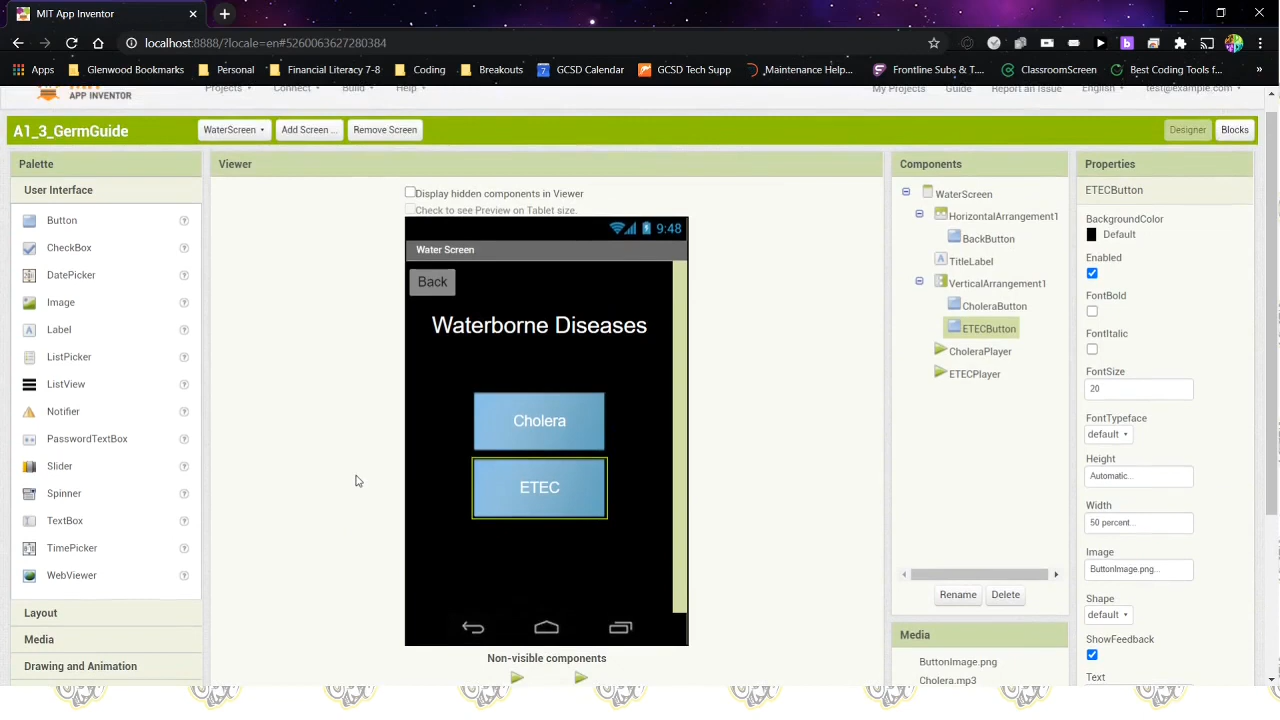 MIT App Inventor
localhost:8888/?locale=en#5260063627280384
Apps Glenwood Bookmarks Personal Financial Literacy 7-8 Coding Breakouts GCSD Calendar GCSD Tech Supp Maintenance Help... Frontline Subs & T... ClassroomScreen Best Coding Tools f... »
APP INVENTOR Projects Connect Build Help My Projects Guide Report an Issue English test@example.com
A1_3_GermGuide WaterScreen Add Screen ... Remove Screen Designer Blocks
Palette
User Interface
Button
CheckBox
DatePicker
Image
Label
ListPicker
ListView
Notifier
PasswordTextBox
Slider
Spinner
TextBox
TimePicker
WebViewer
Layout
Media
Drawing and Animation
Viewer
Display hidden components in Viewer
Check to see Preview on Tablet size.
9:48
Water Screen
Back
Waterborne Diseases
Cholera
ETEC
Non-visible components
Components
WaterScreen
HorizontalArrangement1
BackButton
TitleLabel
VerticalArrangement1
CholeraButton
ETECButton
CholeraPlayer
ETECPlayer
Rename Delete
Media
ButtonImage.png
Cholera.mp3
Properties
ETECButton
BackgroundColor
Default
Enabled
FontBold
FontItalic
FontSize
20
FontTypeface
default
Height
Automatic...
Width
50 percent...
Image
ButtonImage.png...
Shape
default
ShowFeedback
Text